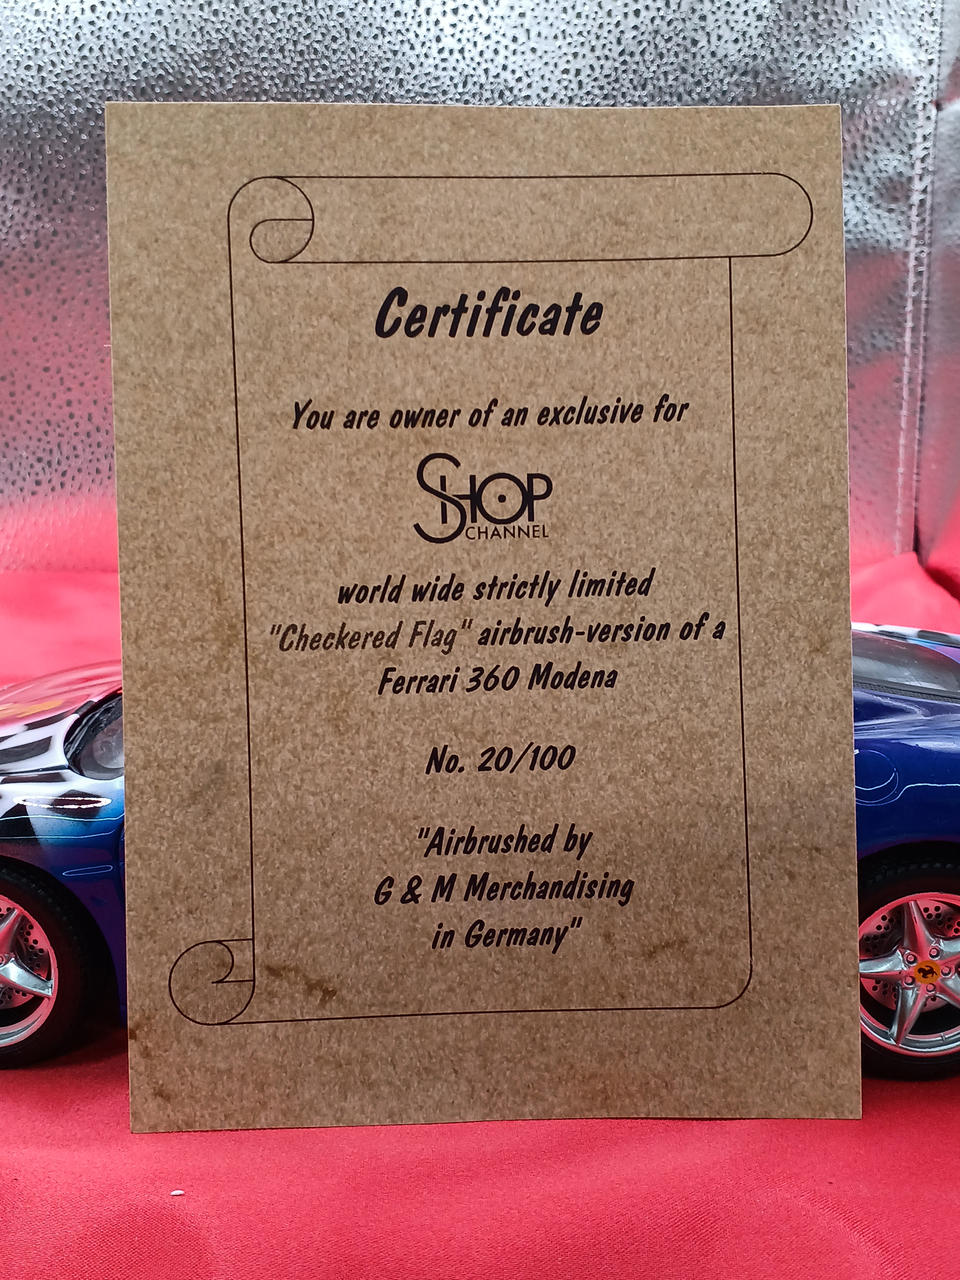 Certificate
You are owner of an exclusive for
SHOP
CHANNEL
world wide strictly limited
"Checkered Flag" airbrush-version of a
Ferrari 360 Modena
No. 20/100
"Airbrushed by
G & M Merchandising
in Germany"